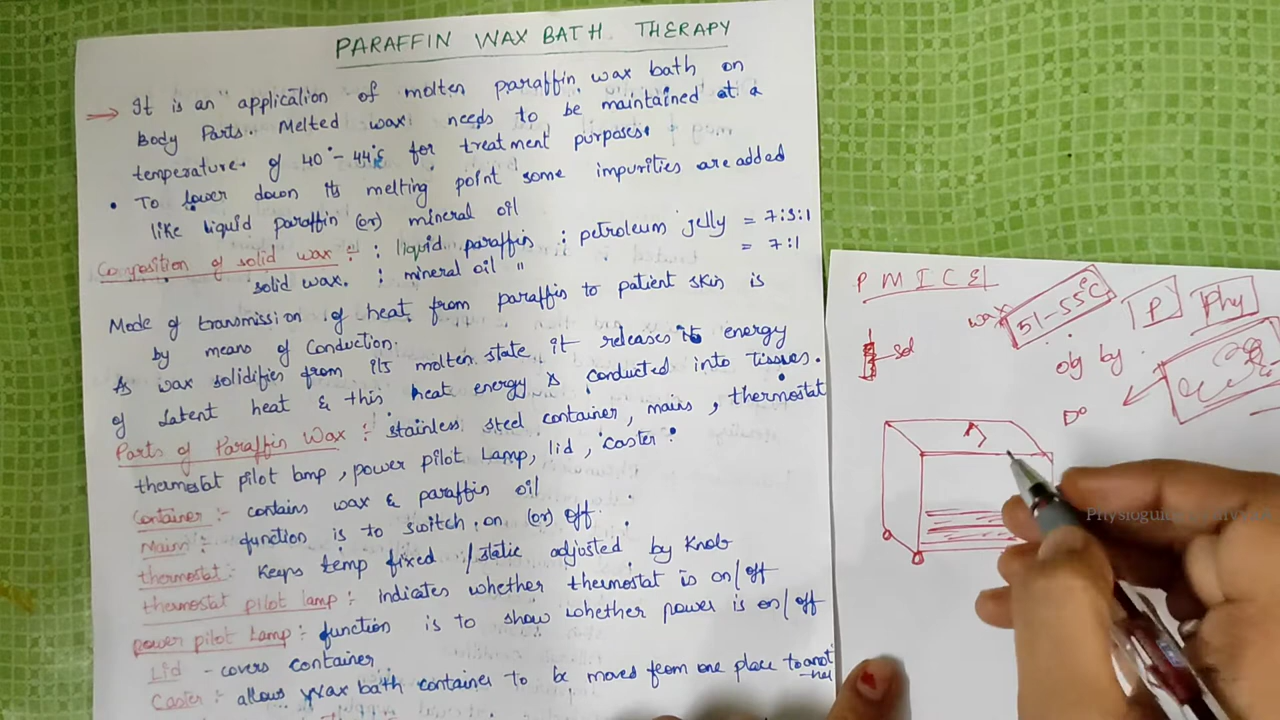 PARAFFIN WAX BATH THERAPY
It is an application of molten paraffin wax bath on
Body Parts. Melted wax needs to be maintained at a
temperature of 40°-44°c for treatment purposes.
• To lower down its melting point some impurities are added
like liquid paraffin (or) mineral oil
Composition of solid wax :- : liquid paraffin : petroleum jelly = 7:3:1
solid wax. : mineral oil " = 7:1
Mode of transmission of heat from paraffin to patient skin is
by means of Conduction.
As wax solidifies from its molten state, it releases its energy
of Latent heat & this heat energy is conducted into tissues.
Parts of Paraffin Wax :- stainless steel container, mains, thermostat
thermostat pilot lamp, power pilot Lamp, lid, caster :
Container :- contains wax & paraffin oil
Main :- function is to switch on (or) off.
thermostat :- Keeps temp fixed /static adjusted by Knob
thermostat pilot lamp :- indicates whether thermostat is on/off
power pilot Lamp :- function is to show whether power is on/off
Lid - covers container
Caster :- allows wax bath container to be moves from one place to anot
-her
P M I C E
wax
51-55°C
P
Phy
sol
obj by
D°